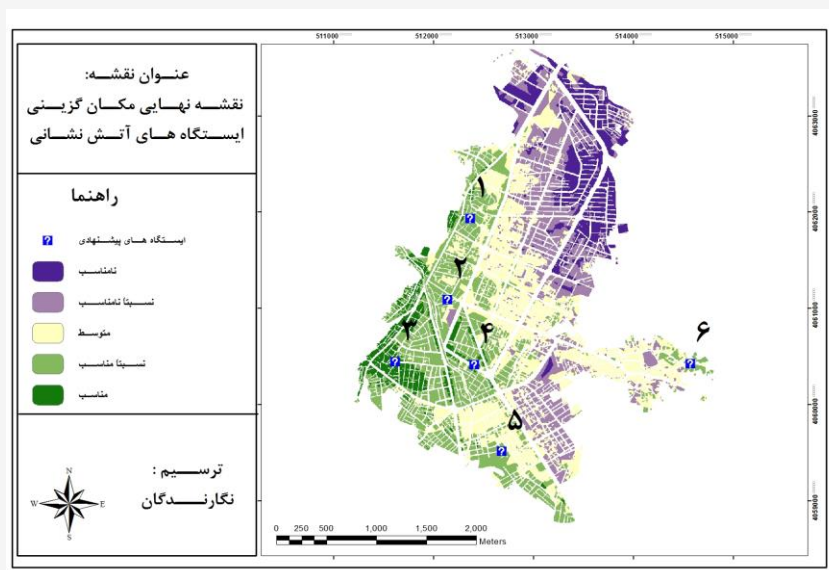 عنوان نقشه:
نقشه نهایی مکان گزینی
ایستگاه های آتش نشانی
راهنما
ایستگاه های پیشنهادی
نامناسب
نسبتا نامناسب
متوسط
نسبتا مناسب
مناسب
ترسیم :
نگارندگان
N
W E
S
511000 512000 513000 514000 515000
4063000
4062000
4061000
4060000
4059000
۱
۲
۳
۴
۵
۶
? ? ? ? ? ? ?
0 250 500 1,000 1,500 2,000
Meters